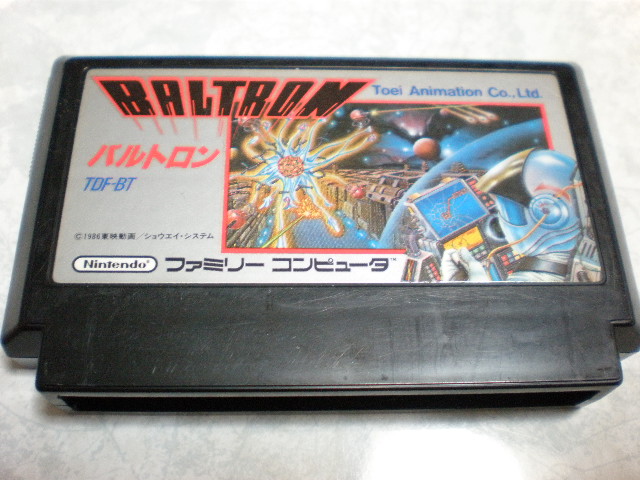 BALTRON
Toei Animation Co.,Ltd.
バルトロン
TDF-BT
©1986東映動画/ショウエイ・システム
Nintendo® ファミリーコンピュータ™